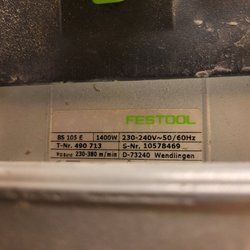 FESTOOL
BS 105 E 1400W 230-240V~50/60Hz
T-Nr. 490 713 S-Nr. 10578469
230-380 m/min D-73240 Wendlingen